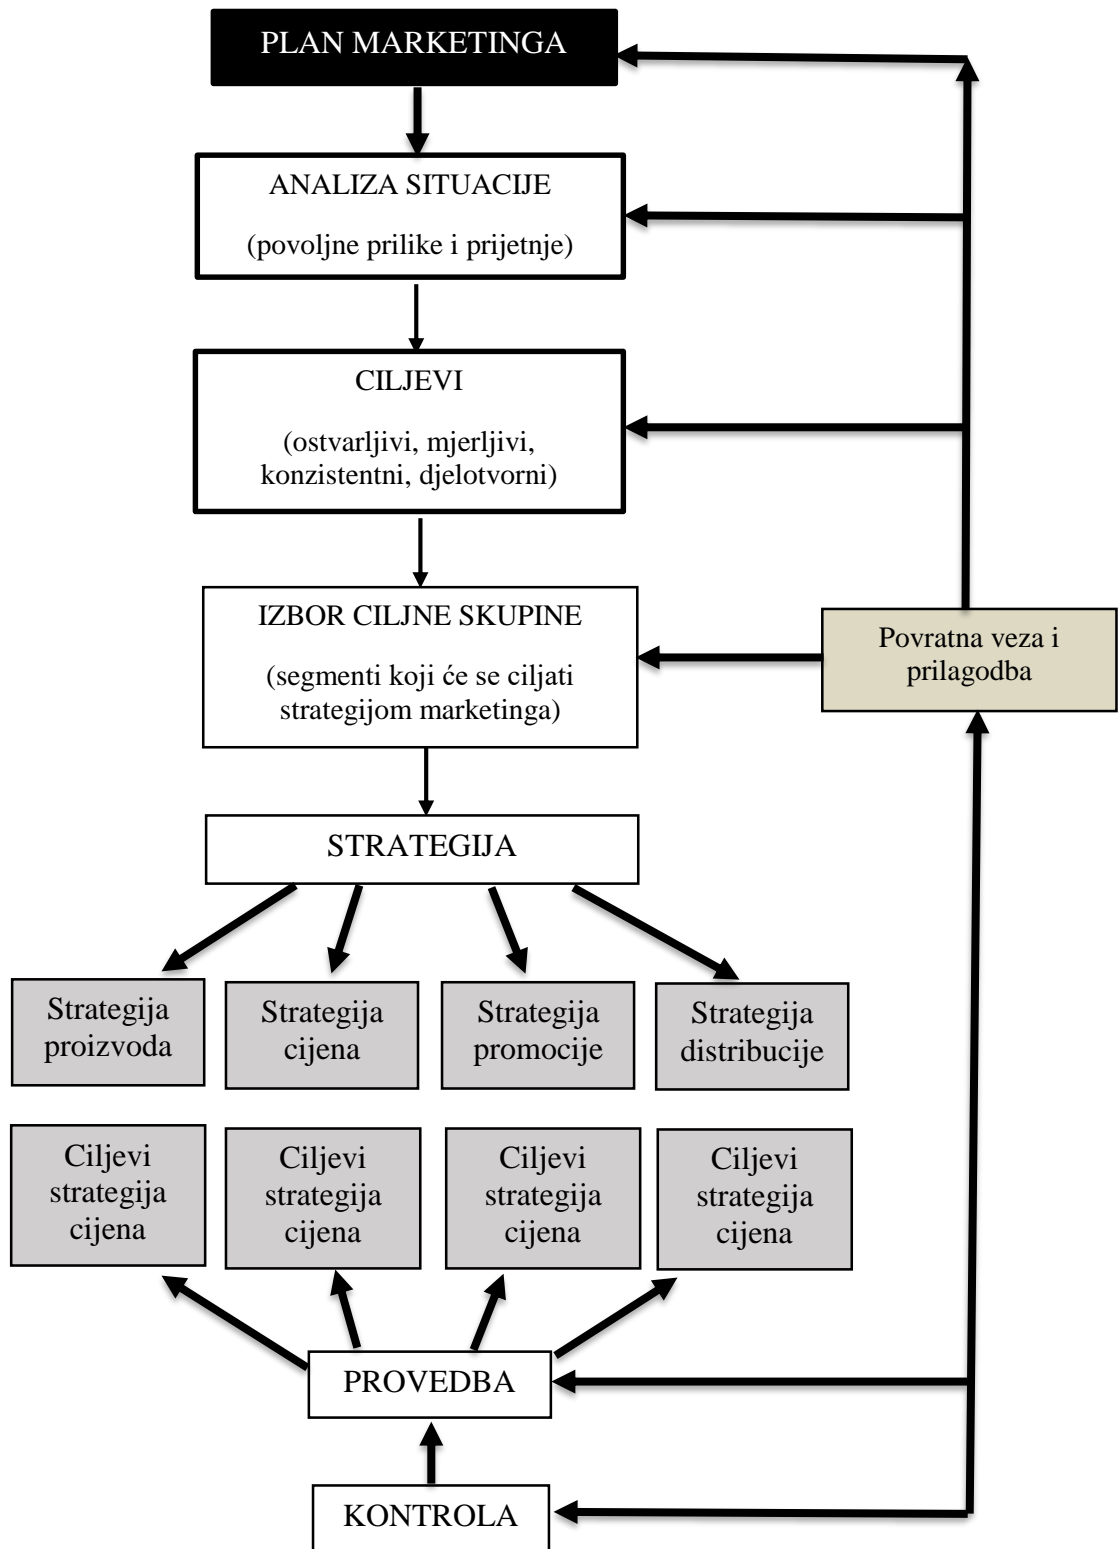 PLAN MARKETINGA
ANALIZA SITUACIJE
(povoljne prilike i prijetnje)
CILJEVI
(ostvarljivi, mjerljivi,
konzistentni, djelotvorni)
IZBOR CILJNE SKUPINE
(segmenti koji će se ciljati
strategijom marketinga)
Povratna veza i
prilagodba
STRATEGIJA
Strategija
proizvoda
Strategija
cijena
Strategija
promocije
Strategija
distribucije
Ciljevi
strategija
cijena
Ciljevi
strategija
cijena
Ciljevi
strategija
cijena
Ciljevi
strategija
cijena
PROVEDBA
KONTROLA